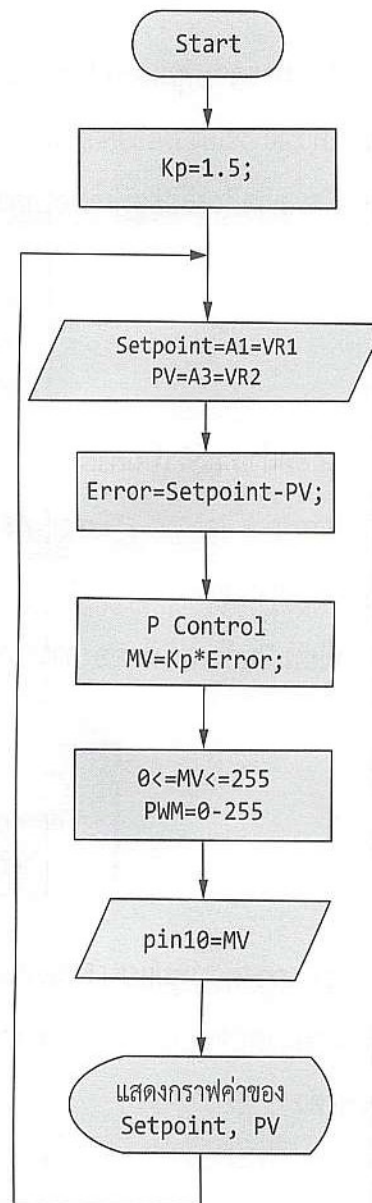 Start
Kp=1.5;
Setpoint=A1=VR1
PV=A3=VR2
Error=Setpoint-PV;
P Control
MV=Kp*Error;
0<=MV<=255
PWM=0-255
pin10=MV
แสดงกราฟค่าของ
Setpoint, PV